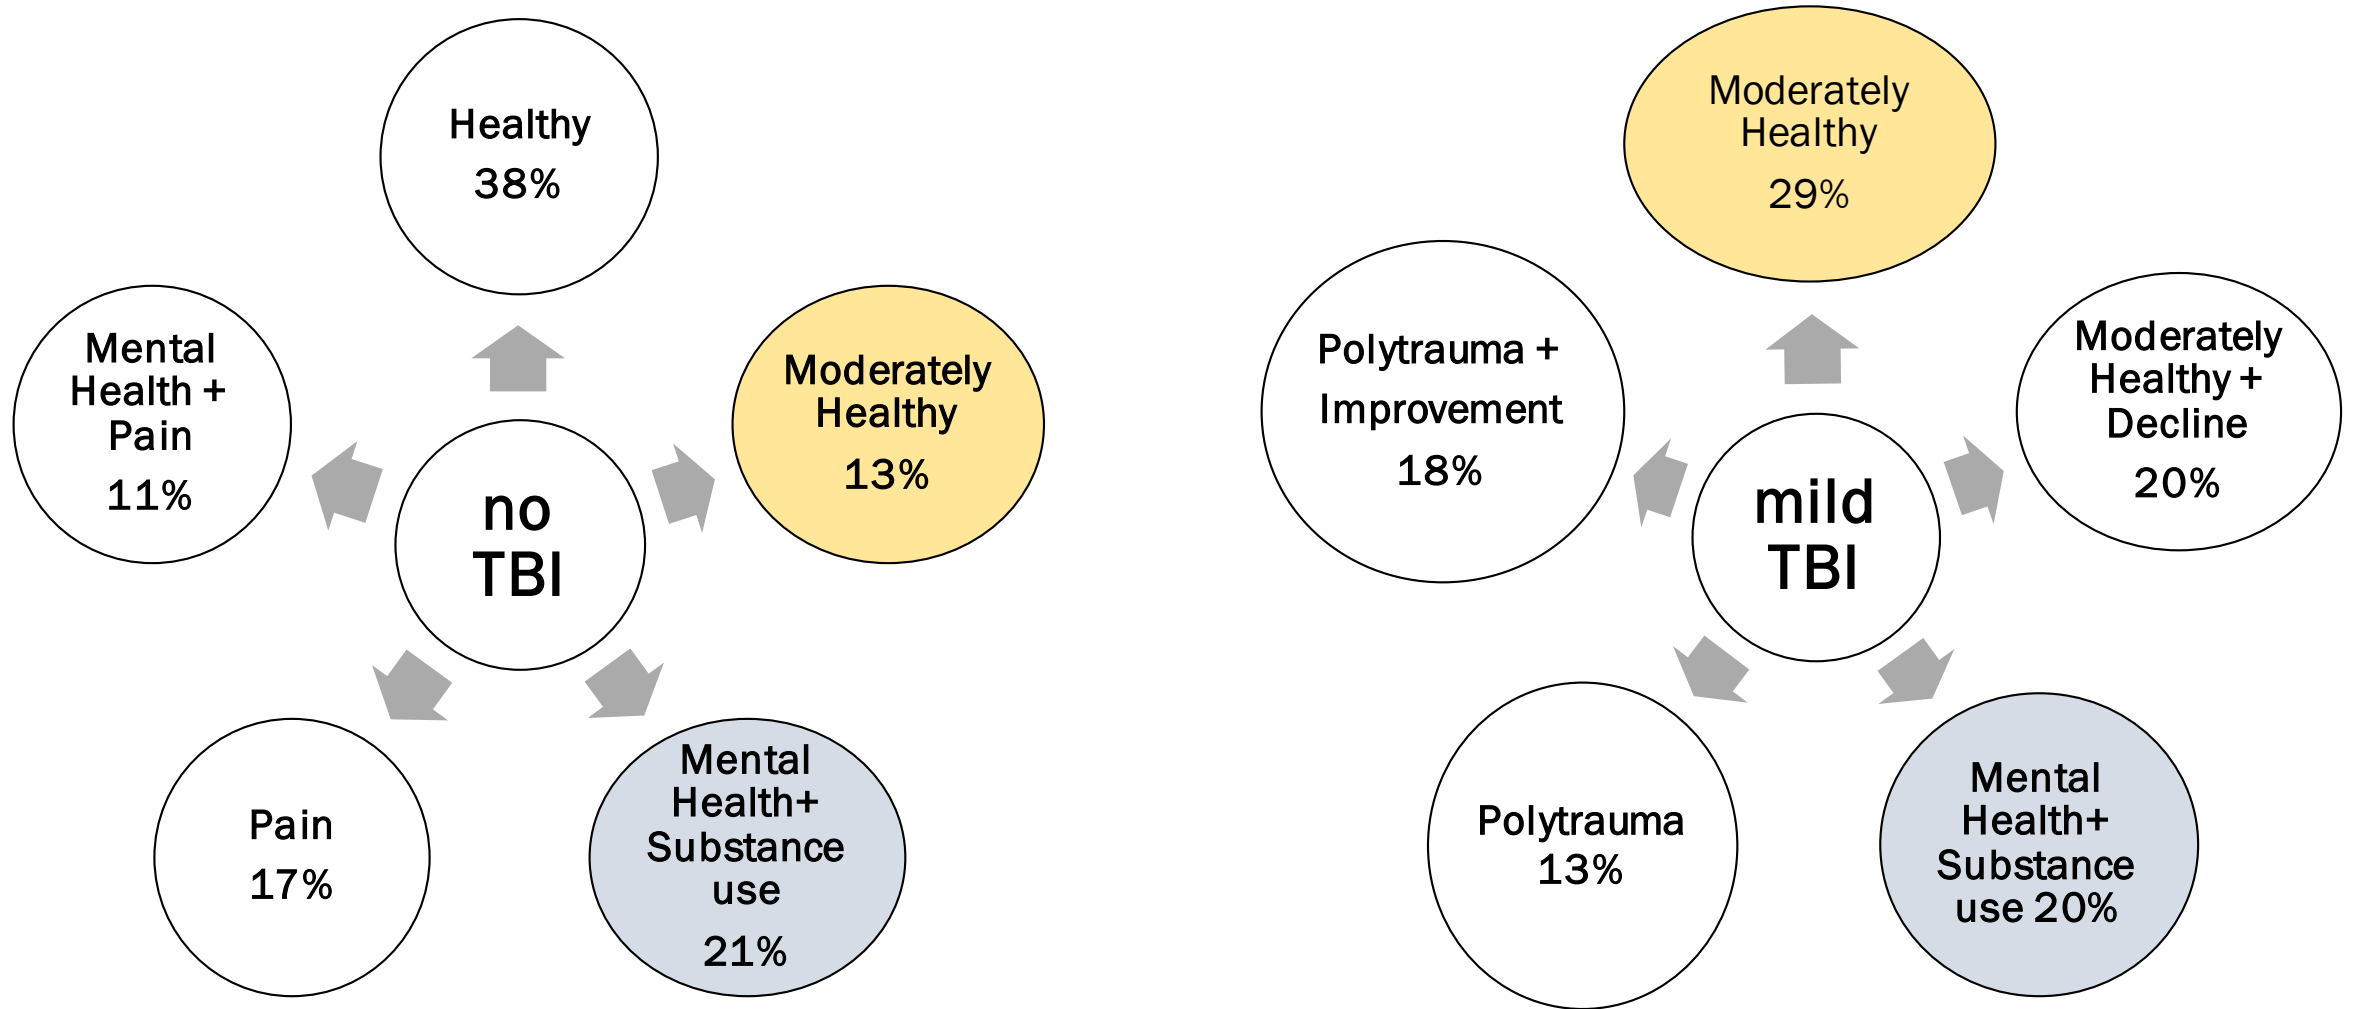 Healthy
38%
Moderately
Healthy
13%
Mental
Health+
Substance
use
21%
Pain
17%
Mental
Health +
Pain
11%
no
TBI
Moderately
Healthy
29%
Moderately
Healthy +
Decline
20%
Mental
Health+
Substance
use 20%
Polytrauma
13%
Polytrauma +
Improvement
18%
mild
TBI